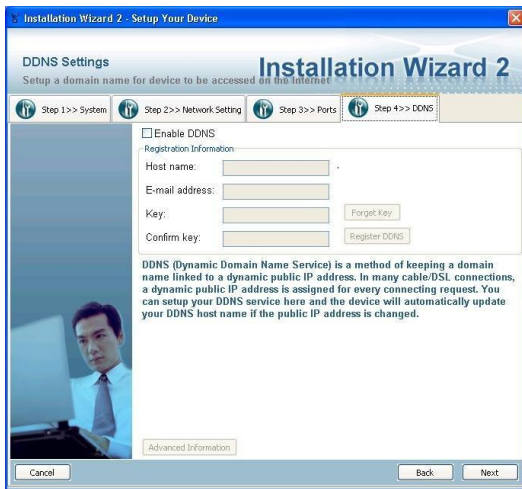 Installation Wizard 2 - Setup Your Device
DDNS Settings
Installation Wizard 2
Setup a domain name for device to be accessed on the Internet
Step 1>> System
Step 2>> Network Setting
Step 3>> Ports
Step 4>> DDNS
Enable DDNS
Registration Information
Host name:
.
E-mail address:
Key:
Forget Key
Confirm key:
Register DDNS
DDNS (Dynamic Domain Name Service) is a method of keeping a domain
name linked to a dynamic public IP address. In many cable/DSL connections,
a dynamic public IP address is assigned for every connecting request. You
can setup your DDNS service here and the device will automatically update
your DDNS host name if the public IP address is changed.
Advanced Information
Cancel
Back
Next